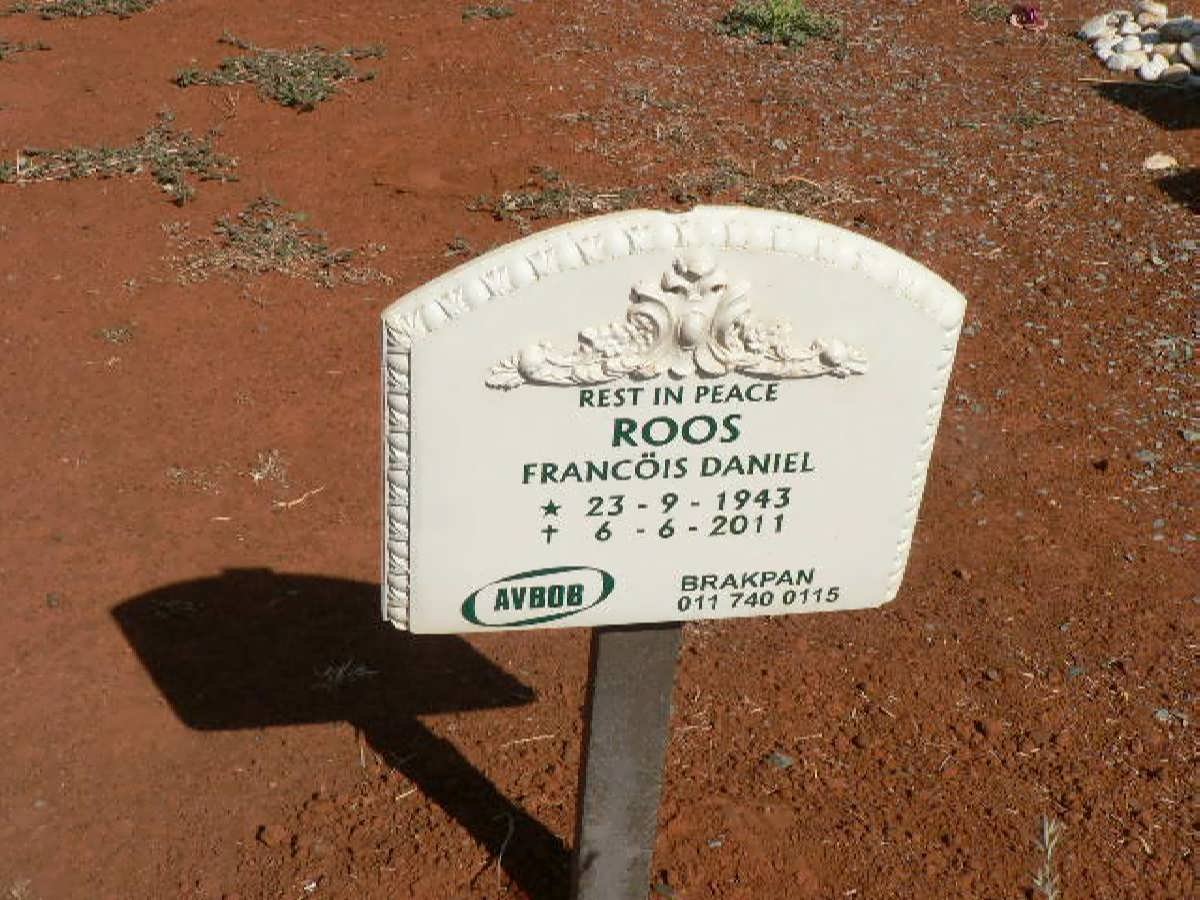 REST IN PEACE
ROOS
FRANCÖIS DANIEL
★ 23 - 9 - 1943
✝ 6 - 6 - 2011
AVBOB
BRAKPAN
011 740 0115